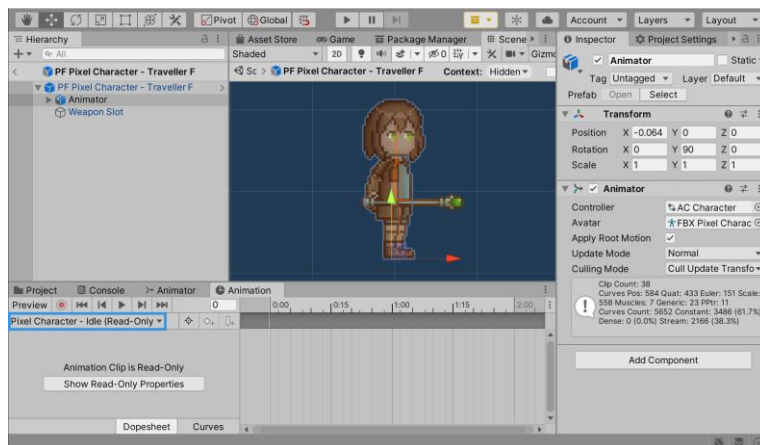 Pivot Global Account Layers Layout
Hierarchy
All
PF Pixel Character - Traveller F
PF Pixel Character - Traveller F
Animator
Weapon Slot
Asset Store Game Package Manager Scene
Shaded 2D 0 Gizmo
Sc > PF Pixel Character - Traveller F Context: Hidden
Inspector Project Settings
Animator Static
Tag Untagged Layer Default
Prefab Open Select
Transform
Position X -0.064 Y 0 Z 0
Rotation X 0 Y 90 Z 0
Scale X 1 Y 1 Z 1
Animator
Controller AC Character
Avatar FBX Pixel Charac
Apply Root Motion
Update Mode Normal
Culling Mode Cull Update Transfo
Clip Count: 38
Curves Pos: 584 Quat: 433 Euler: 151 Scale:
558 Muscles: 7 Generic: 23 PPtr: 11
Curves Count: 5652 Constant: 3486 (61.7%)
Dense: 0 (0.0%) Stream: 2166 (38.3%)
Add Component
Project Console Animator Animation
Preview 0 0:00 0:15 1:00 1:15 2:00
Pixel Character - Idle (Read-Only
Animation Clip is Read-Only
Show Read-Only Properties
Dopesheet Curves